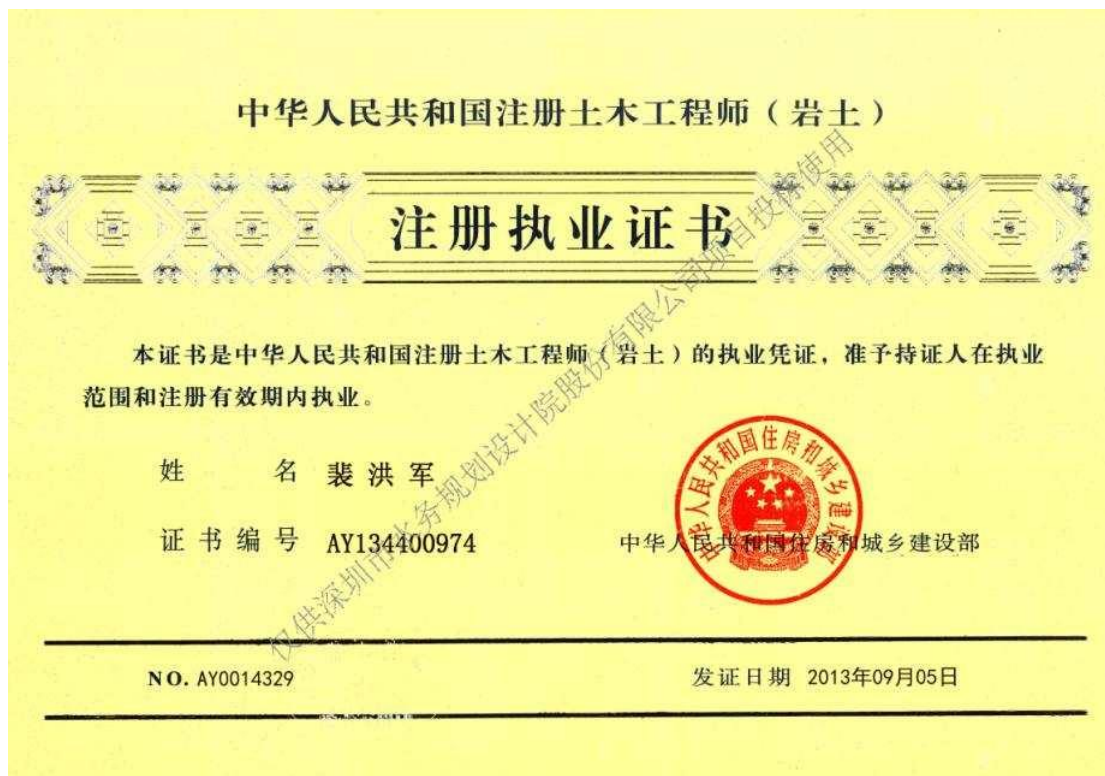 中华人民共和国注册土木工程师（岩土）
注册执业证书
本证书是中华人民共和国注册土木工程师（岩土）的执业凭证，准予持证人在执业
范围和注册有效期内执业。
姓 名 裴洪军
证书编号 AY134400974
中华人民共和国住房和城乡建设部
中华人民共和国住房和城乡建设部
NO. AY0014329
发证日期 2013年09月05日
仅供深圳市水务规划设计院股份有限公司项目投标使用